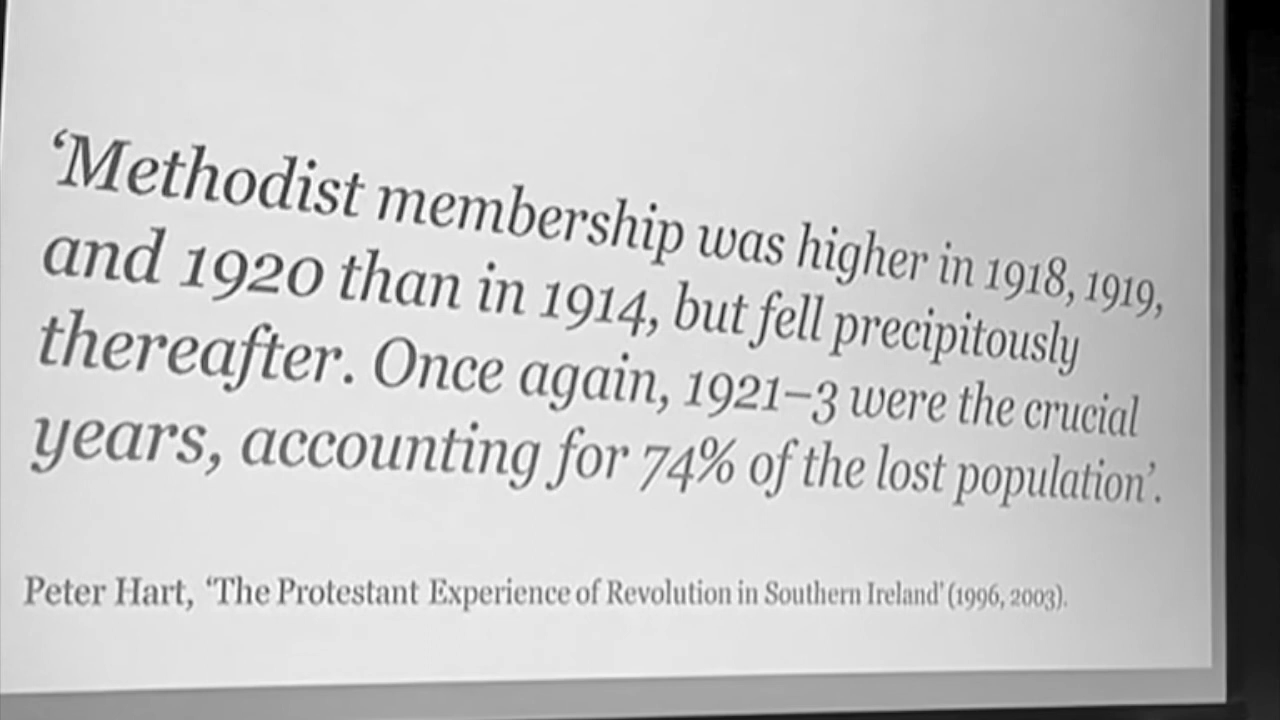 ‘Methodist membership was higher in 1918, 1919,
and 1920 than in 1914, but fell precipitously
thereafter. Once again, 1921–3 were the crucial
years, accounting for 74% of the lost population’.
Peter Hart, ‘The Protestant Experience of Revolution in Southern Ireland’ (1996, 2003).